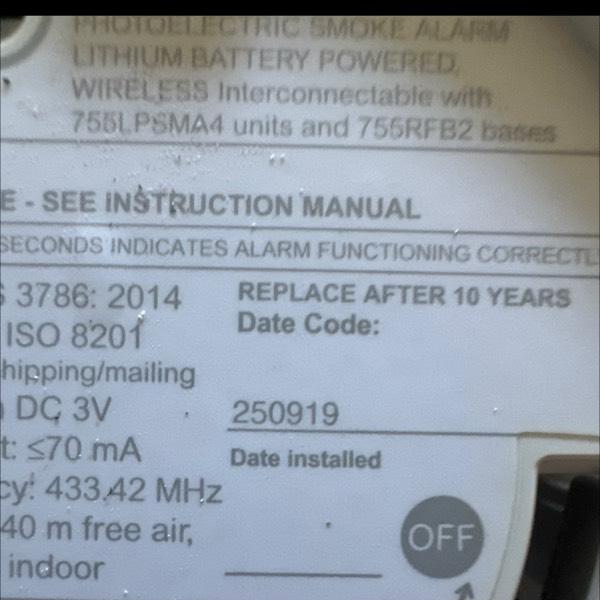 PHOTOELECTRIC SMOKE ALARM
LITHIUM BATTERY POWERED,
WIRELESS Interconnectable with
755LPSMA4 units and 755RFB2 bases
E - SEE INSTRUCTION MANUAL
SECONDS INDICATES ALARM FUNCTIONING CORRECTL
S 3786: 2014
ISO 8201
hipping/mailing
DC 3V
t: ≤70 mA
cy: 433.42 MHz
40 m free air,
indoor
REPLACE AFTER 10 YEARS
Date Code:
250919
Date installed
OFF